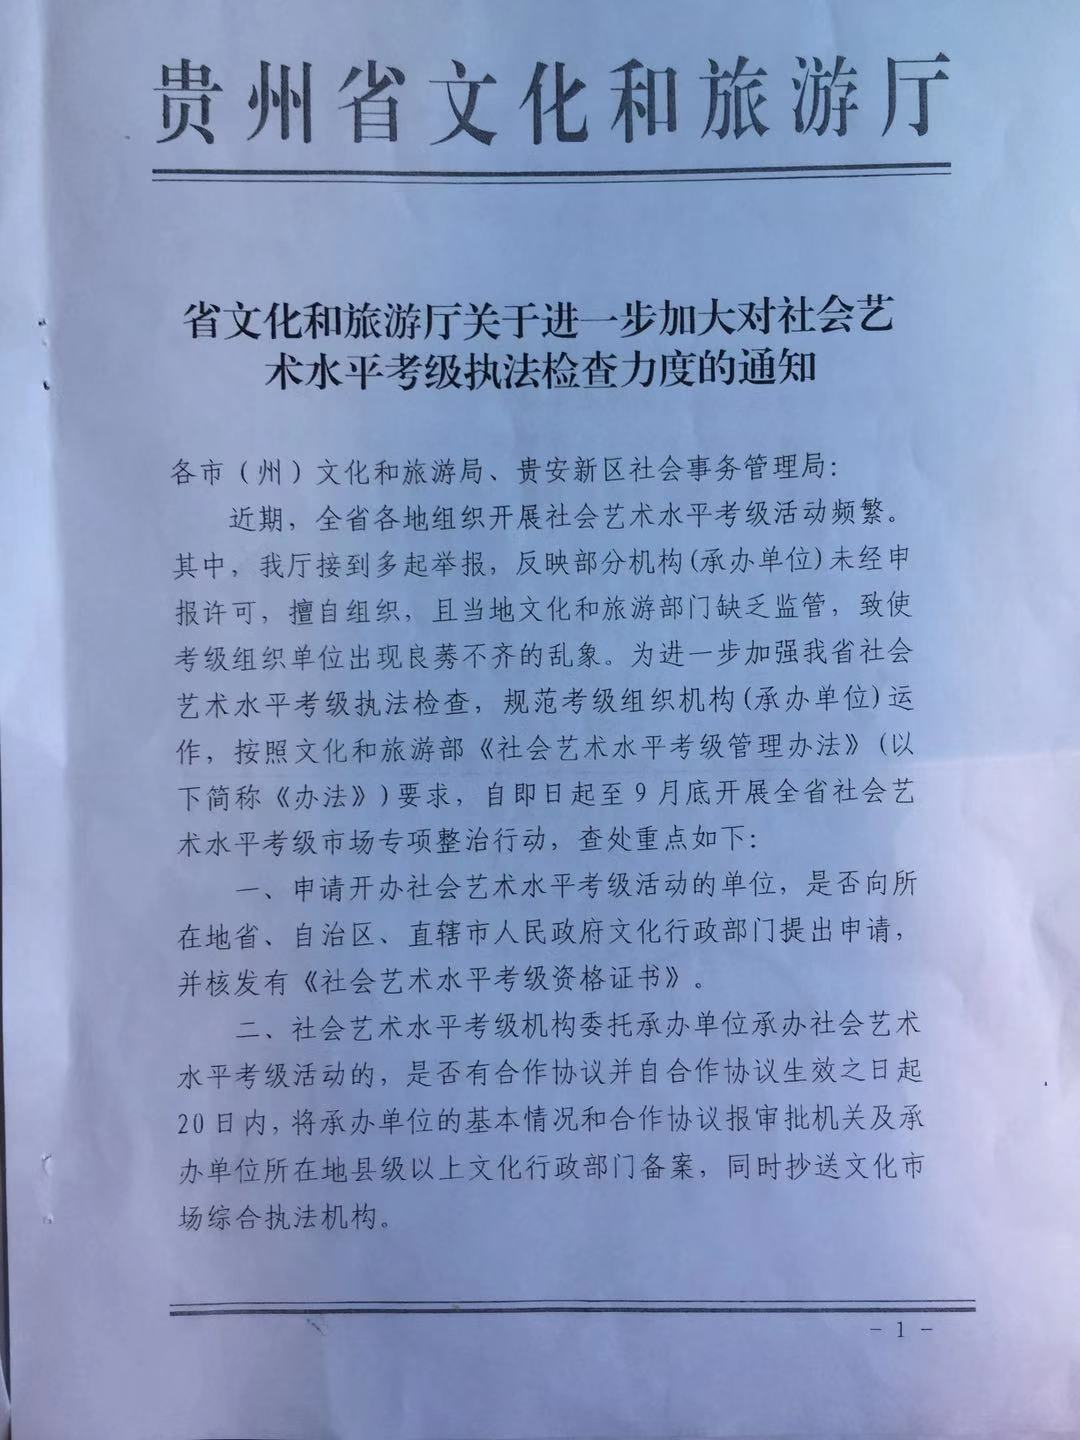 贵州省文化和旅游厅
省文化和旅游厅关于进一步加大对社会艺
术水平考级执法检查力度的通知
各市（州）文化和旅游局、贵安新区社会事务管理局：
近期，全省各地组织开展社会艺术水平考级活动频繁。
其中，我厅接到多起举报，反映部分机构(承办单位)未经申
报许可，擅自组织，且当地文化和旅游部门缺乏监管，致使
考级组织单位出现良莠不齐的乱象。为进一步加强我省社会
艺术水平考级执法检查，规范考级组织机构(承办单位)运
作，按照文化和旅游部《社会艺术水平考级管理办法》(以
下简称《办法》)要求，自即日起至9月底开展全省社会艺
术水平考级市场专项整治行动，查处重点如下：
一、申请开办社会艺术水平考级活动的单位，是否向所
在地省、自治区、直辖市人民政府文化行政部门提出申请，
并核发有《社会艺术水平考级资格证书》。
二、社会艺术水平考级机构委托承办单位承办社会艺术
水平考级活动的，是否有合作协议并自合作协议生效之日起
20日内，将承办单位的基本情况和合作协议报审批机关及承
办单位所在地县级以上文化行政部门备案，同时抄送文化市
场综合执法机构。
- 1 -